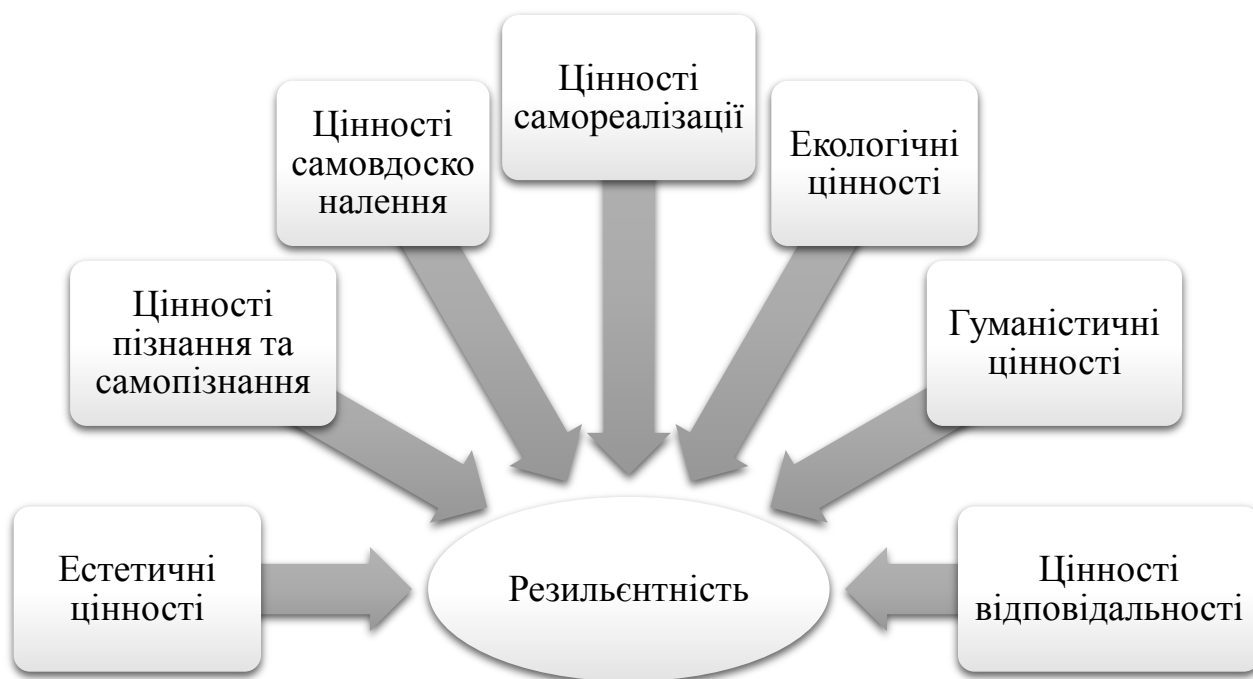 Цінності
самореалізації
Цінності
самовдоско
налення
Екологічні
цінності
Цінності
пізнання та
самопізнання
Гуманістичні
цінності
Естетичні
цінності
Резильєнтність
Цінності
відповідальності